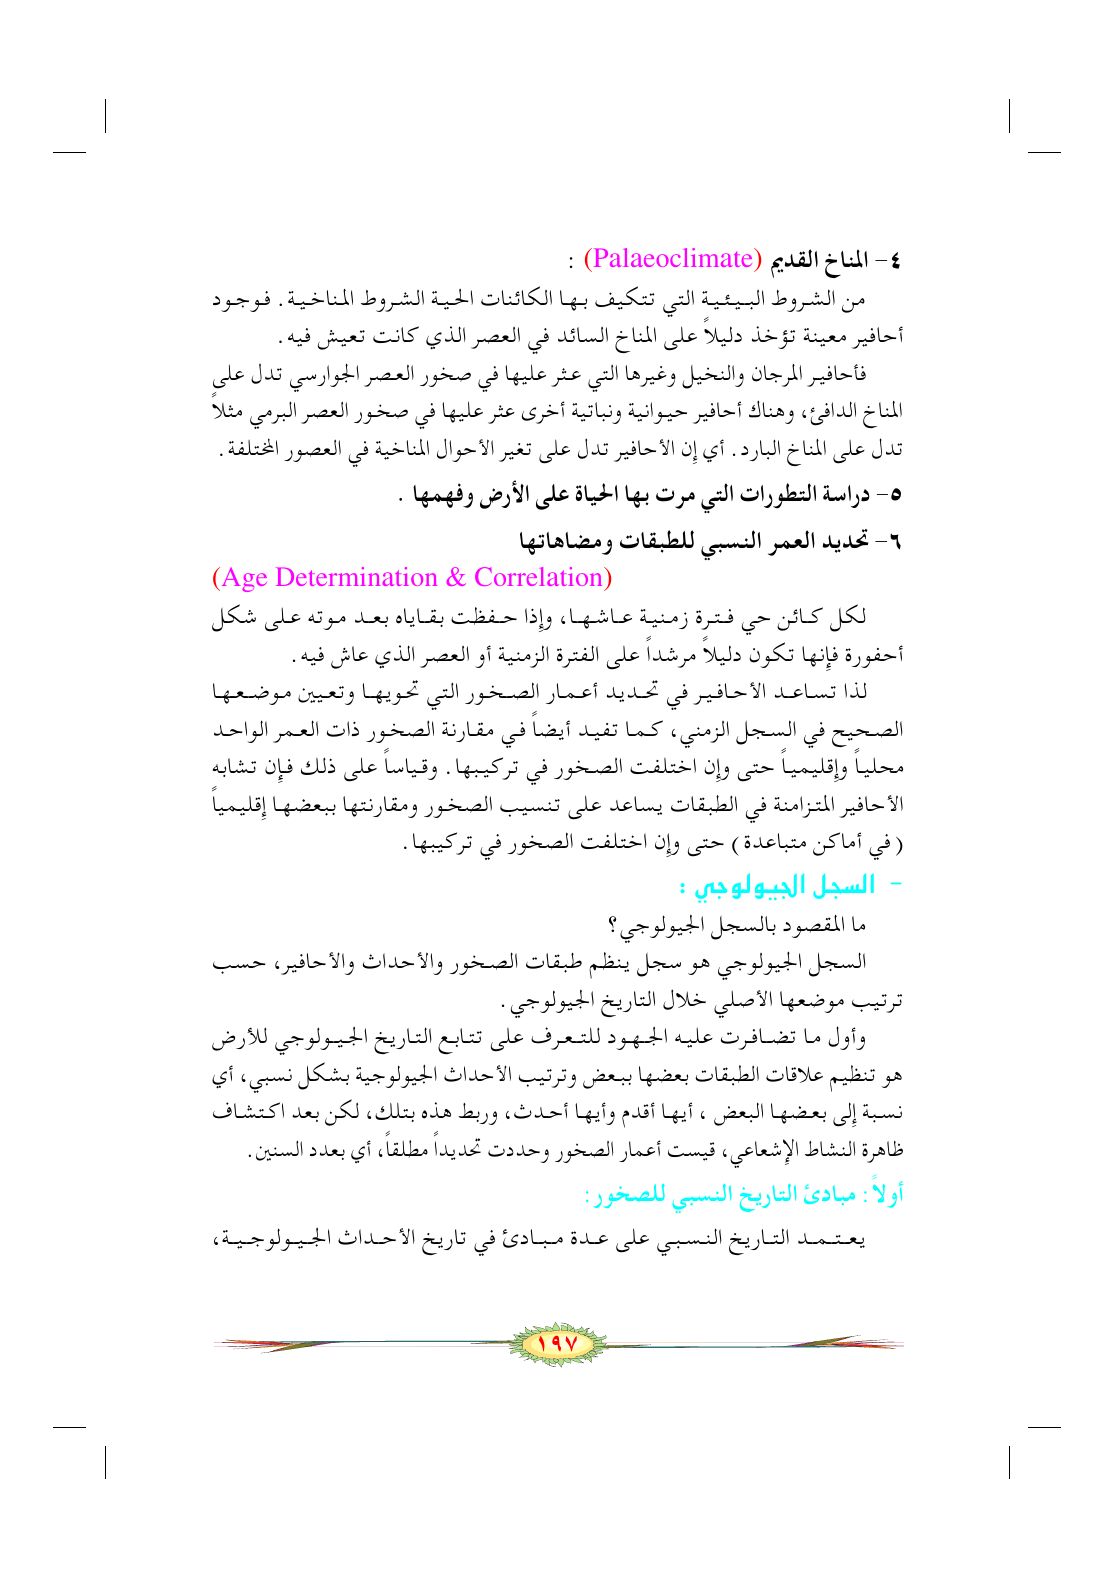 ٤- المناخ القديم (Palaeoclimate) :
من الشروط البيئية التي تتكيف بها الكائنات الحية الشروط المناخية. فوجود
أحافير معينة تؤخذ دليلاً على المناخ السائد في العصر الذي كانت تعيش فيه.
فأحافير المرجان والنخيل وغيرها التي عثر عليها في صخور العصر الجوارسي تدل على
المناخ الدافئ، وهناك أحافير حيوانية ونباتية أخرى عثر عليها في صخور العصر البرمي مثلاً
تدل على المناخ البارد. أي إن الأحافير تدل على تغير الأحوال المناخية في العصور المختلفة.
٥- دراسة التطورات التي مرت بها الحياة على الأرض وفهمها .
٦- تحديد العمر النسبي للطبقات ومضاهاتها
(Age Determination & Correlation)
لكل كائن حي فترة زمنية عاشها، وإذا حفظت بقاياه بعد موته على شكل
أحفورة فإنها تكون دليلاً مرشداً على الفترة الزمنية أو العصر الذي عاش فيه.
لذا تساعد الأحافير في تحديد أعمار الصخور التي تحويها وتعيين موضعها
الصحيح في السجل الزمني، كما تفيد أيضاً في مقارنة الصخور ذات العمر الواحد
محلياً وإقليمياً حتى وإن اختلفت الصخور في تركيبها. وقياساً على ذلك فإن تشابه
الأحافير المتزامنة في الطبقات يساعد على تنسيب الصخور ومقارنتها ببعضها إقليمياً
(في أماكن متباعدة) حتى وإن اختلفت الصخور في تركيبها.
- السجل الجيولوجي :
ما المقصود بالسجل الجيولوجي؟
السجل الجيولوجي هو سجل ينظم طبقات الصخور والأحداث والأحافير، حسب
ترتيب موضعها الأصلي خلال التاريخ الجيولوجي.
وأول ما تضافرت عليه الجهود للتعرف على تتابع التاريخ الجيولوجي للأرض
هو تنظيم علاقات الطبقات بعضها ببعض وترتيب الأحداث الجيولوجية بشكل نسبي، أي
نسبة إلى بعضها البعض ، أيها أقدم وأيها أحدث، وربط هذه بتلك، لكن بعد اكتشاف
ظاهرة النشاط الإشعاعي، قيست أعمار الصخور وحددت تحديداً مطلقاً، أي بعدد السنين.
أولاً : مبادئ التاريخ النسبي للصخور:
يعتمد التاريخ النسبي على عدة مبادئ في تاريخ الأحداث الجيولوجية،
١٩٧